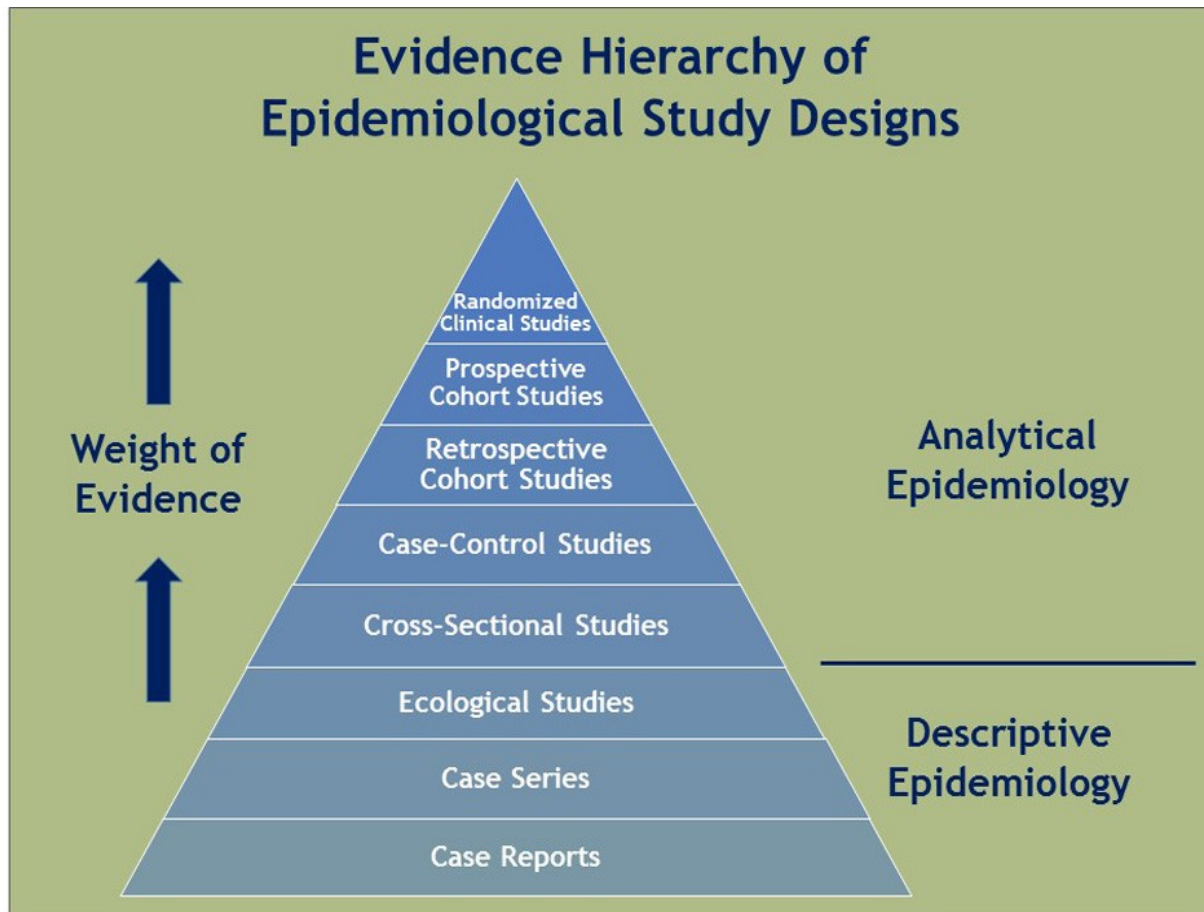 Evidence Hierarchy of
Epidemiological Study Designs
Randomized
Clinical Studies
Prospective
Cohort Studies
Retrospective
Cohort Studies
Case-Control Studies
Cross-Sectional Studies
Ecological Studies
Case Series
Case Reports
Weight of
Evidence
Analytical
Epidemiology
Descriptive
Epidemiology